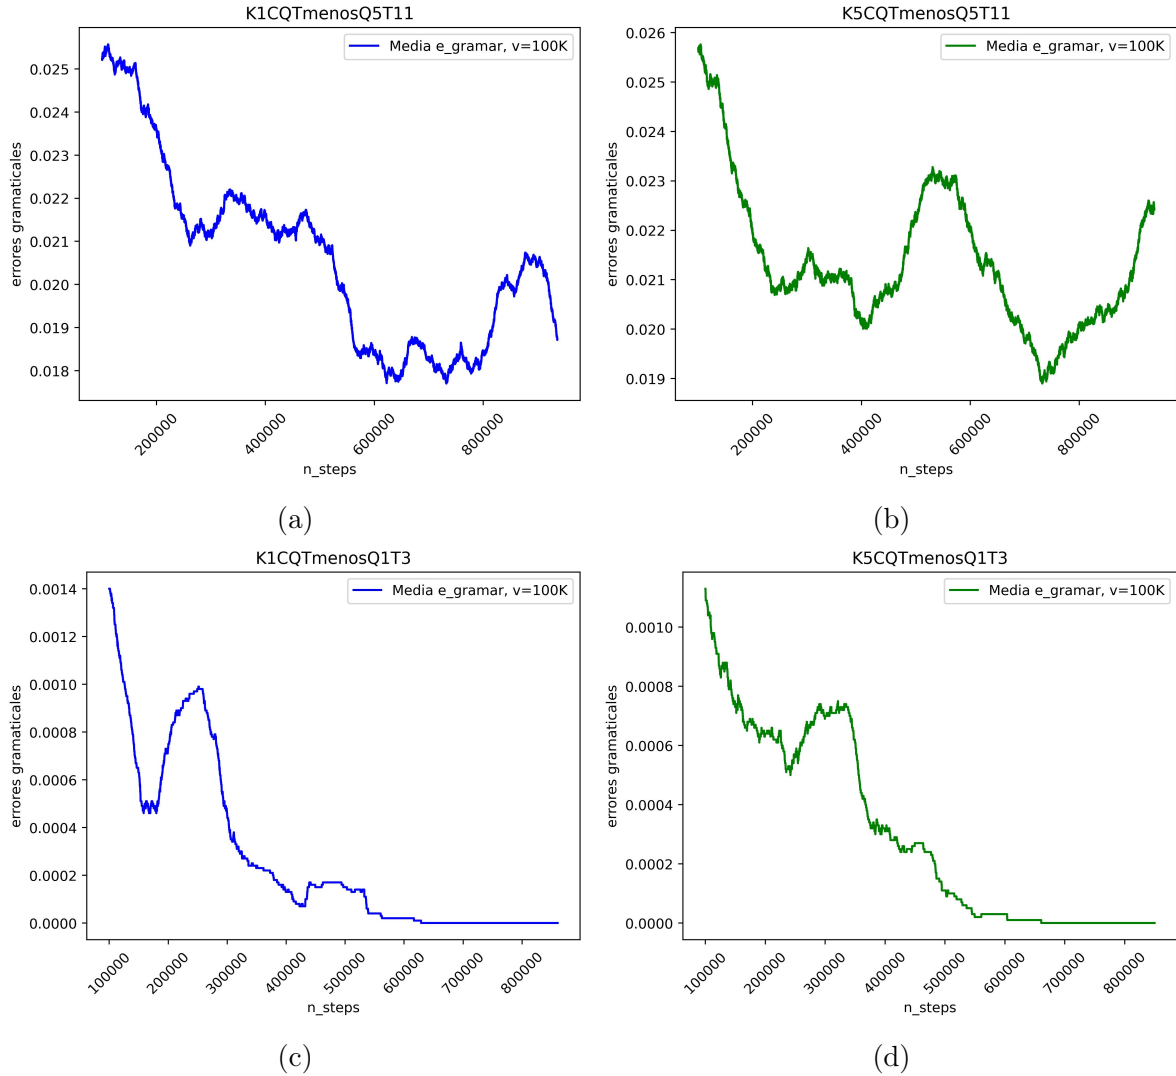 K1CQTmenosQ5T11
Media e_gramar, v=100K
0.025
0.024
0.023
0.022
0.021
0.020
0.019
0.018
errores gramaticales
200000
400000
600000
800000
n_steps
(a)
K5CQTmenosQ5T11
Media e_gramar, v=100K
0.026
0.025
0.024
0.023
0.022
0.021
0.020
0.019
errores gramaticales
200000
400000
600000
800000
n_steps
(b)
K1CQTmenosQ1T3
Media e_gramar, v=100K
0.0014
0.0012
0.0010
0.0008
0.0006
0.0004
0.0002
0.0000
errores gramaticales
100000
200000
300000
400000
500000
600000
700000
800000
n_steps
(c)
K5CQTmenosQ1T3
Media e_gramar, v=100K
0.0010
0.0008
0.0006
0.0004
0.0002
0.0000
errores gramaticales
100000
200000
300000
400000
500000
600000
700000
800000
n_steps
(d)